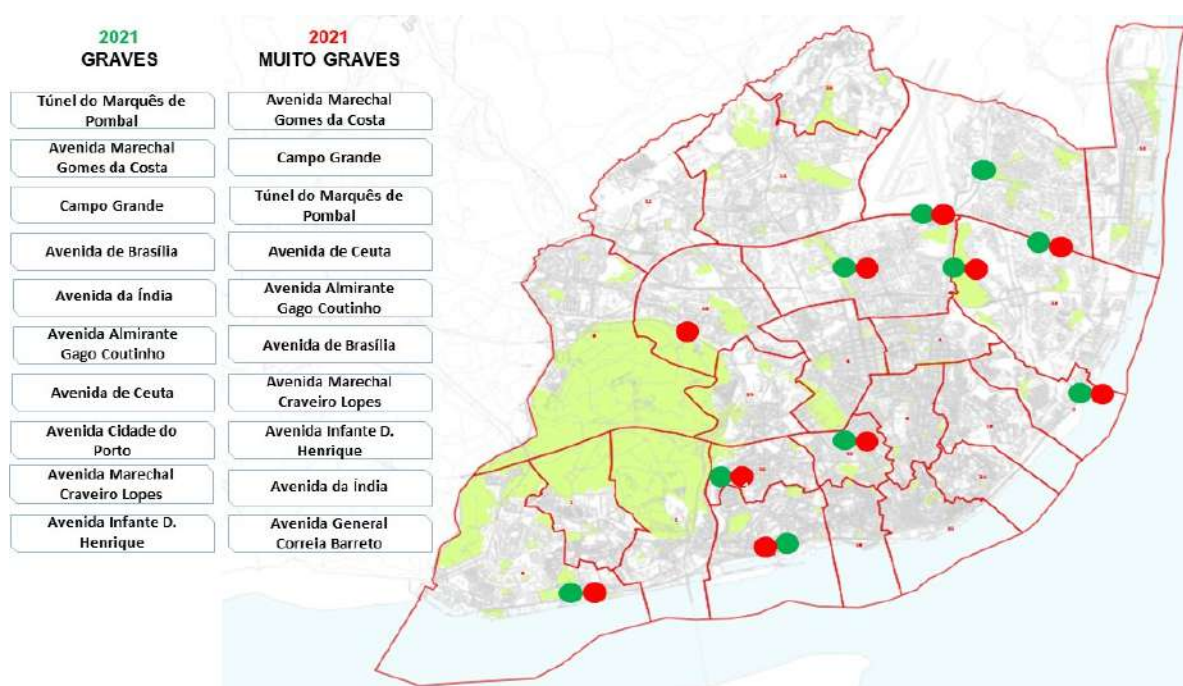 2021
GRAVES
Túnel do Marquês de
Pombal
Avenida Marechal
Gomes da Costa
Campo Grande
Avenida de Brasília
Avenida da Índia
Avenida Almirante
Gago Coutinho
Avenida de Ceuta
Avenida Cidade do
Porto
Avenida Marechal
Craveiro Lopes
Avenida Infante D.
Henrique
2021
MUITO GRAVES
Avenida Marechal
Gomes da Costa
Campo Grande
Túnel do Marquês de
Pombal
Avenida de Ceuta
Avenida Almirante
Gago Coutinho
Avenida de Brasília
Avenida Marechal
Craveiro Lopes
Avenida Infante D.
Henrique
Avenida da Índia
Avenida General
Correia Barreto